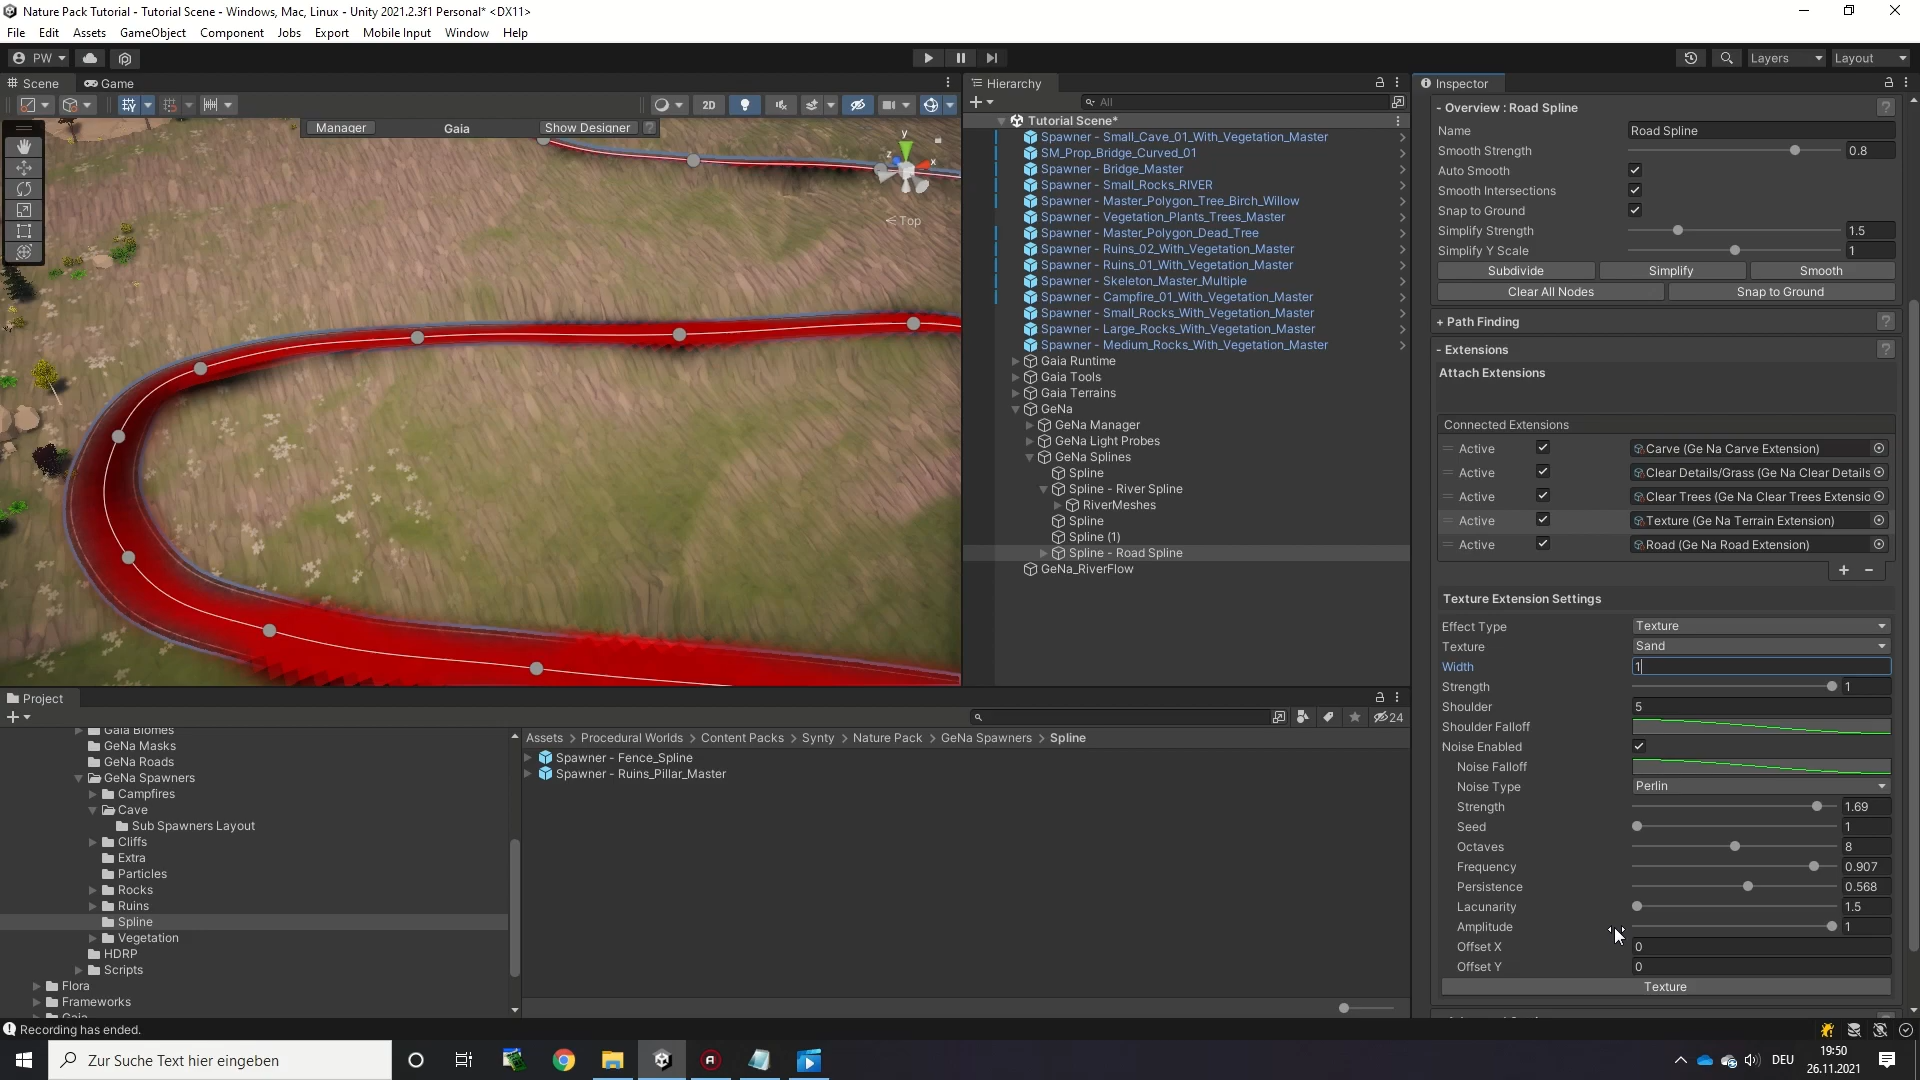 Nature Pack Tutorial - Tutorial Scene - Windows, Mac, Linux - Unity 2021.2.3f1 Personal* <DX11>
File Edit Assets GameObject Component Jobs Export Mobile Input Window Help
PW Layers Layout
Scene Game
2D
Manager Gaia Show Designer
y
z x
Top
Hierarchy
All
Tutorial Scene*
Spawner - Small_Cave_01_With_Vegetation_Master
SM_Prop_Bridge_Curved_01
Spawner - Bridge_Master
Spawner - Small_Rocks_RIVER
Spawner - Master_Polygon_Tree_Birch_Willow
Spawner - Vegetation_Plants_Trees_Master
Spawner - Master_Polygon_Dead_Tree
Spawner - Ruins_02_With_Vegetation_Master
Spawner - Ruins_01_With_Vegetation_Master
Spawner - Skeleton_Master_Multiple
Spawner - Campfire_01_With_Vegetation_Master
Spawner - Small_Rocks_With_Vegetation_Master
Spawner - Large_Rocks_With_Vegetation_Master
Spawner - Medium_Rocks_With_Vegetation_Master
Gaia Runtime
Gaia Tools
Gaia Terrains
GeNa
GeNa Manager
GeNa Light Probes
GeNa Splines
Spline
Spline - River Spline
RiverMeshes
Spline
Spline (1)
Spline - Road Spline
GeNa_RiverFlow
Inspector
- Overview : Road Spline ?
Name Road Spline
Smooth Strength 0.8
Auto Smooth
Smooth Intersections
Snap to Ground
Simplify Strength 1.5
Simplify Y Scale 1
Subdivide Simplify Smooth
Clear All Nodes Snap to Ground
+ Path Finding ?
- Extensions ?
Attach Extensions
Connected Extensions
Active Carve (Ge Na Carve Extension)
Active Clear Details/Grass (Ge Na Clear Details
Active Clear Trees (Ge Na Clear Trees Extensio
Active Texture (Ge Na Terrain Extension)
Active Road (Ge Na Road Extension)
+ -
Texture Extension Settings
Effect Type Texture
Texture Sand
Width 1
Strength 1
Shoulder 5
Shoulder Falloff
Noise Enabled
Noise Falloff
Noise Type Perlin
Strength 1.69
Seed 1
Octaves 8
Frequency 0.907
Persistence 0.568
Lacunarity 1.5
Amplitude 1
Offset X 0
Offset Y 0
Texture
Project
24
Gaia Biomes
GeNa Masks
GeNa Roads
GeNa Spawners
Campfires
Cave
Sub Spawners Layout
Cliffs
Extra
Particles
Rocks
Ruins
Spline
Vegetation
HDRP
Scripts
Flora
Frameworks
Gaia
Assets > Procedural Worlds > Content Packs > Synty > Nature Pack > GeNa Spawners > Spline
Spawner - Fence_Spline
Spawner - Ruins_Pillar_Master
Recording has ended.
Zur Suche Text hier eingeben
DEU
19:50
26.11.2021